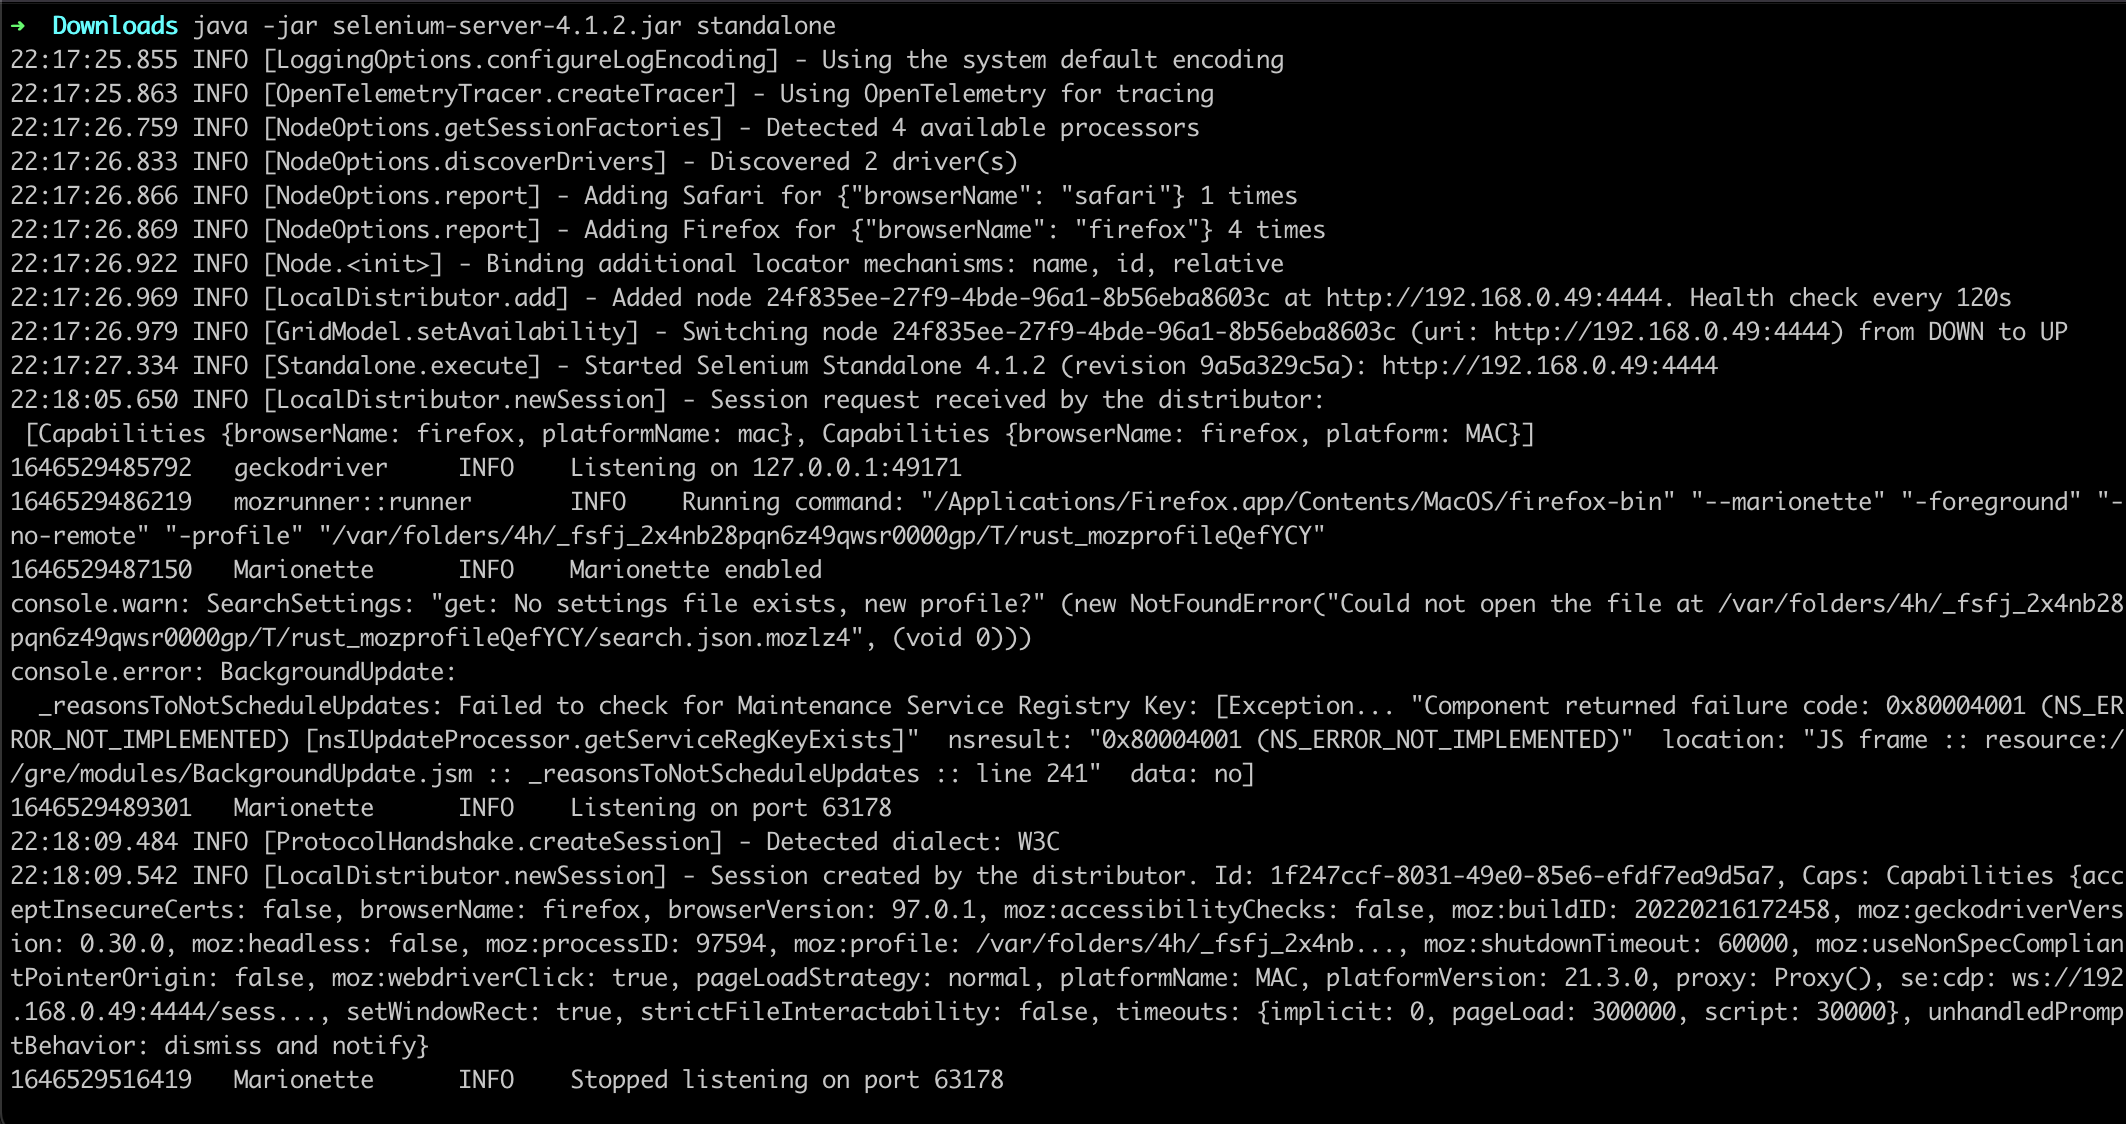 ➜  Downloads java -jar selenium-server-4.1.2.jar standalone
22:17:25.855 INFO [LoggingOptions.configureLogEncoding] - Using the system default encoding
22:17:25.863 INFO [OpenTelemetryTracer.createTracer] - Using OpenTelemetry for tracing
22:17:26.759 INFO [NodeOptions.getSessionFactories] - Detected 4 available processors
22:17:26.833 INFO [NodeOptions.discoverDrivers] - Discovered 2 driver(s)
22:17:26.866 INFO [NodeOptions.report] - Adding Safari for {"browserName": "safari"} 1 times
22:17:26.869 INFO [NodeOptions.report] - Adding Firefox for {"browserName": "firefox"} 4 times
22:17:26.922 INFO [Node.<init>] - Binding additional locator mechanisms: name, id, relative
22:17:26.969 INFO [LocalDistributor.add] - Added node 24f835ee-27f9-4bde-96a1-8b56eba8603c at http://192.168.0.49:4444. Health check every 120s
22:17:26.979 INFO [GridModel.setAvailability] - Switching node 24f835ee-27f9-4bde-96a1-8b56eba8603c (uri: http://192.168.0.49:4444) from DOWN to UP
22:17:27.334 INFO [Standalone.execute] - Started Selenium Standalone 4.1.2 (revision 9a5a329c5a): http://192.168.0.49:4444
22:18:05.650 INFO [LocalDistributor.newSession] - Session request received by the distributor:
 [Capabilities {browserName: firefox, platformName: mac}, Capabilities {browserName: firefox, platform: MAC}]
1646529485792   geckodriver     INFO    Listening on 127.0.0.1:49171
1646529486219   mozrunner::runner       INFO    Running command: "/Applications/Firefox.app/Contents/MacOS/firefox-bin" "--marionette" "-foreground" "-
no-remote" "-profile" "/var/folders/4h/_fsfj_2x4nb28pqn6z49qwsr0000gp/T/rust_mozprofileQefYCY"
1646529487150   Marionette      INFO    Marionette enabled
console.warn: SearchSettings: "get: No settings file exists, new profile?" (new NotFoundError("Could not open the file at /var/folders/4h/_fsfj_2x4nb28
pqn6z49qwsr0000gp/T/rust_mozprofileQefYCY/search.json.mozlz4", (void 0)))
console.error: BackgroundUpdate:
  _reasonsToNotScheduleUpdates: Failed to check for Maintenance Service Registry Key: [Exception... "Component returned failure code: 0x80004001 (NS_ER
ROR_NOT_IMPLEMENTED) [nsIUpdateProcessor.getServiceRegKeyExists]"  nsresult: "0x80004001 (NS_ERROR_NOT_IMPLEMENTED)"  location: "JS frame :: resource:/
/gre/modules/BackgroundUpdate.jsm :: _reasonsToNotScheduleUpdates :: line 241"  data: no]
1646529489301   Marionette      INFO    Listening on port 63178
22:18:09.484 INFO [ProtocolHandshake.createSession] - Detected dialect: W3C
22:18:09.542 INFO [LocalDistributor.newSession] - Session created by the distributor. Id: 1f247ccf-8031-49e0-85e6-efdf7ea9d5a7, Caps: Capabilities {acc
eptInsecureCerts: false, browserName: firefox, browserVersion: 97.0.1, moz:accessibilityChecks: false, moz:buildID: 20220216172458, moz:geckodriverVers
ion: 0.30.0, moz:headless: false, moz:processID: 97594, moz:profile: /var/folders/4h/_fsfj_2x4nb..., moz:shutdownTimeout: 60000, moz:useNonSpecComplian
tPointerOrigin: false, moz:webdriverClick: true, pageLoadStrategy: normal, platformName: MAC, platformVersion: 21.3.0, proxy: Proxy(), se:cdp: ws://192
.168.0.49:4444/sess..., setWindowRect: true, strictFileInteractability: false, timeouts: {implicit: 0, pageLoad: 300000, script: 30000}, unhandledPromp
tBehavior: dismiss and notify}
1646529516419   Marionette      INFO    Stopped listening on port 63178